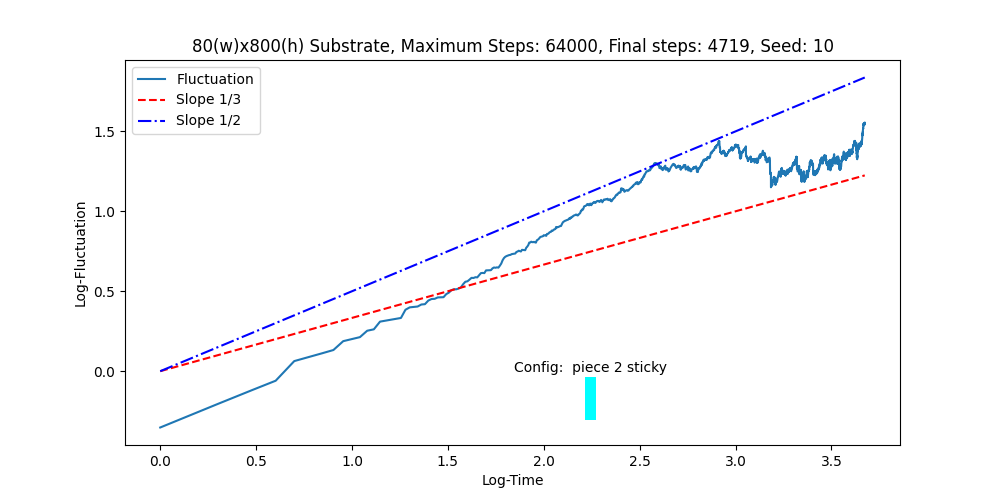 80(w)x800(h) Substrate, Maximum Steps: 64000, Final steps: 4719, Seed: 10
Fluctuation
Slope 1/3
Slope 1/2
Log-Fluctuation
1.5
1.0
0.5
0.0
Config:  piece 2 sticky
0.0 0.5 1.0 1.5 2.0 2.5 3.0 3.5
Log-Time